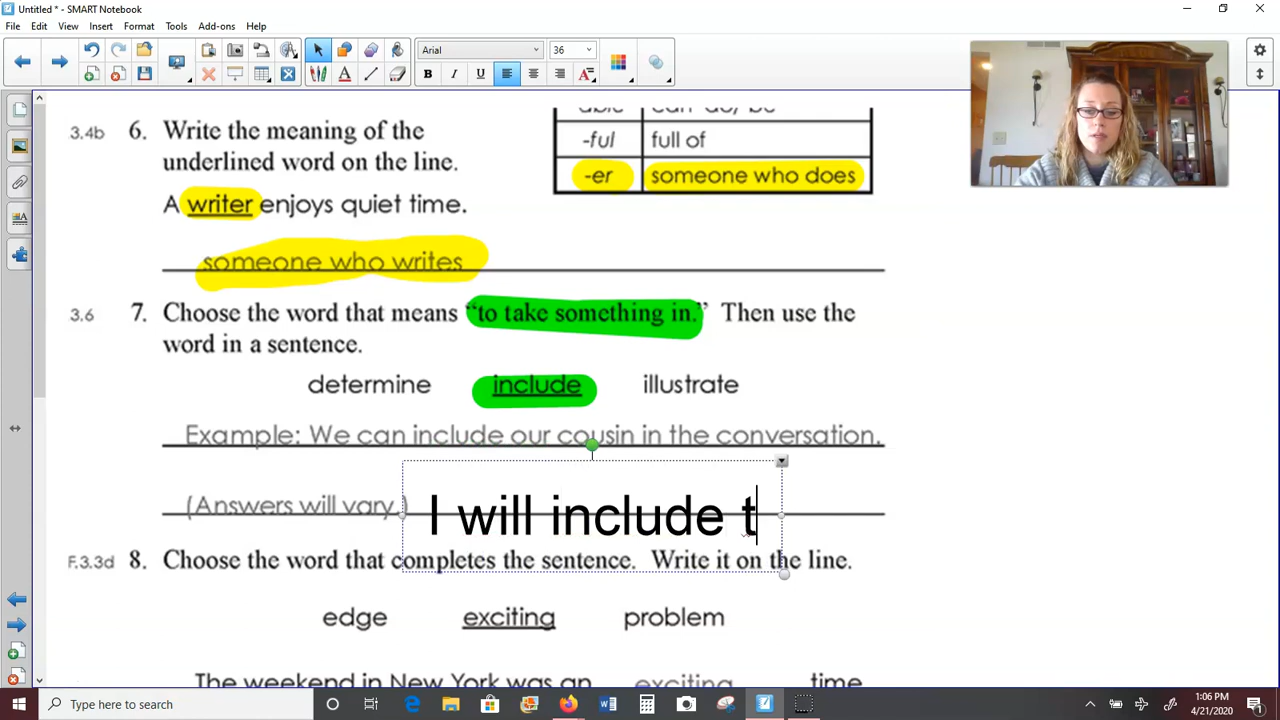 Untitled * - SMART Notebook
File Edit View Insert Format Tools Add-ons Help
Arial 36
B I U
-able can do/ be
-ful full of
-er someone who does
3.4b 6. Write the meaning of the
underlined word on the line.
A writer enjoys quiet time.
someone who writes
3.6 7. Choose the word that means “to take something in.” Then use the
word in a sentence.
determine include illustrate
Example: We can include our cousin in the conversation.
(Answers will vary.) I will include t
F.3.3d 8. Choose the word that completes the sentence. Write it on the line.
edge exciting problem
The weekend in New York was an exciting time
Type here to search
1:06 PM
4/21/2020